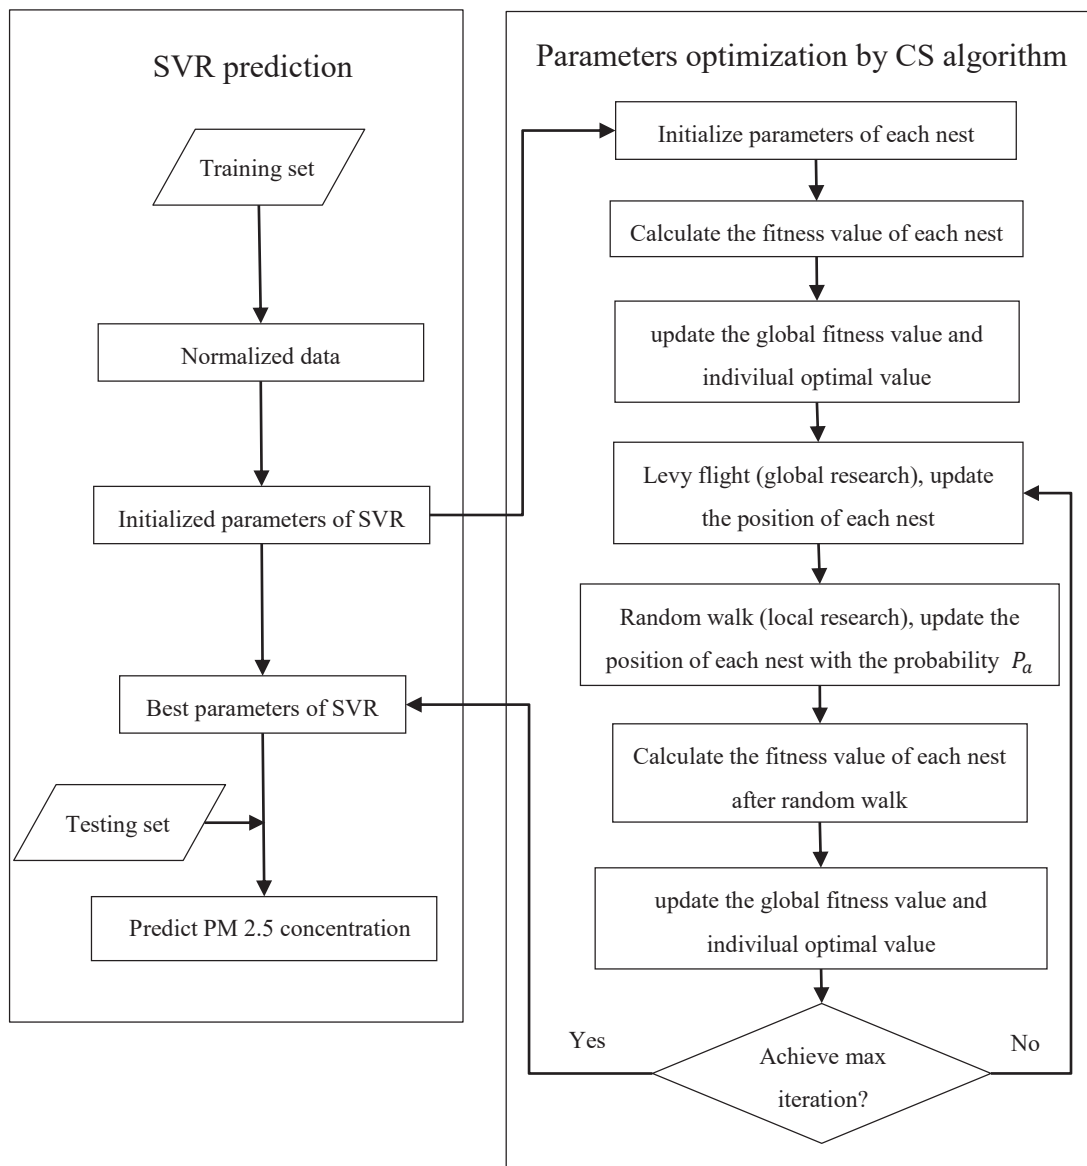 SVR prediction
Training set
Normalized data
Initialized parameters of SVR
Best parameters of SVR
Testing set
Predict PM 2.5 concentration
Parameters optimization by CS algorithm
Initialize parameters of each nest
Calculate the fitness value of each nest
update the global fitness value and
indivilual optimal value
Levy flight (global research), update
the position of each nest
Random walk (local research), update the
position of each nest with the probability P_a
Calculate the fitness value of each nest
after random walk
update the global fitness value and
indivilual optimal value
Achieve max
iteration?
Yes
No